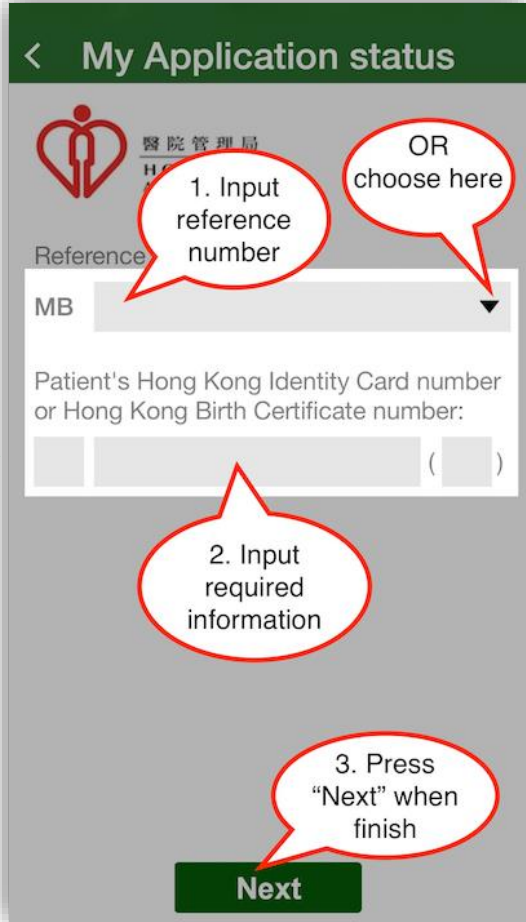 < My Application status
醫院管理局
OR
choose here
1. Input
reference
number
Reference
MB
Patient's Hong Kong Identity Card number
or Hong Kong Birth Certificate number:
( )
2. Input
required
information
3. Press
“Next” when
finish
Next